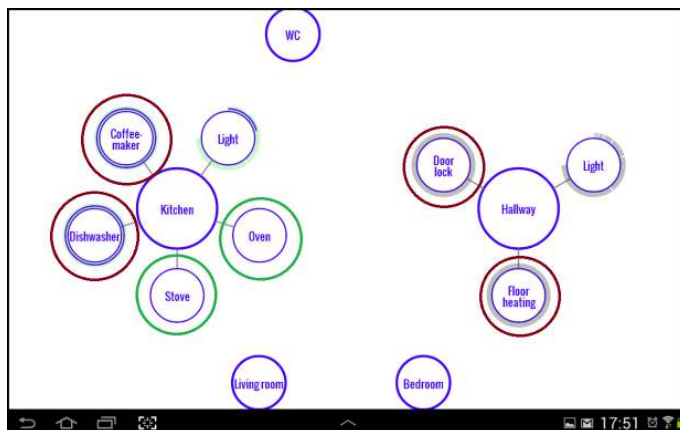 WC
Coffee-
maker
Light
Door
lock
Light
Kitchen
Hallway
Dishwasher
Oven
Stove
Floor
heating
Living room
Bedroom
17:51